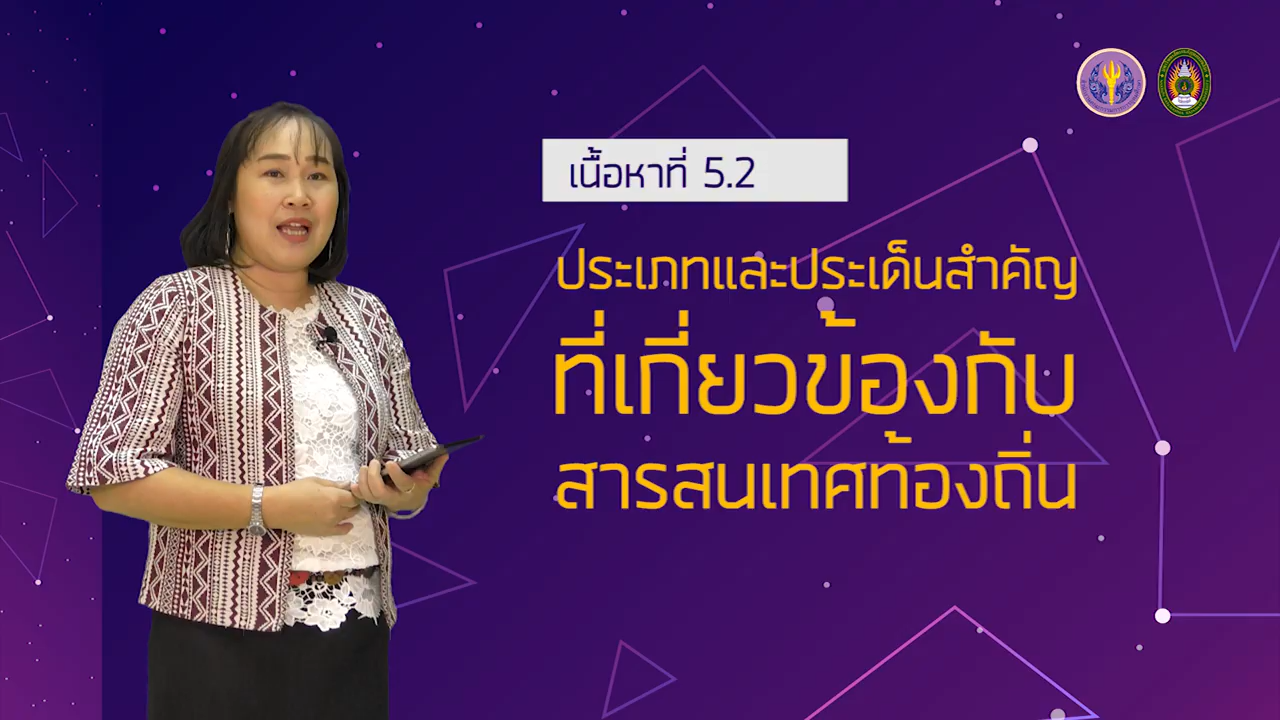 เนื้อหาที่ 5.2
ประเภทและประเด็นสำคัญ
ที่เกี่ยวข้องกับ
สารสนเทศท้องถิ่น